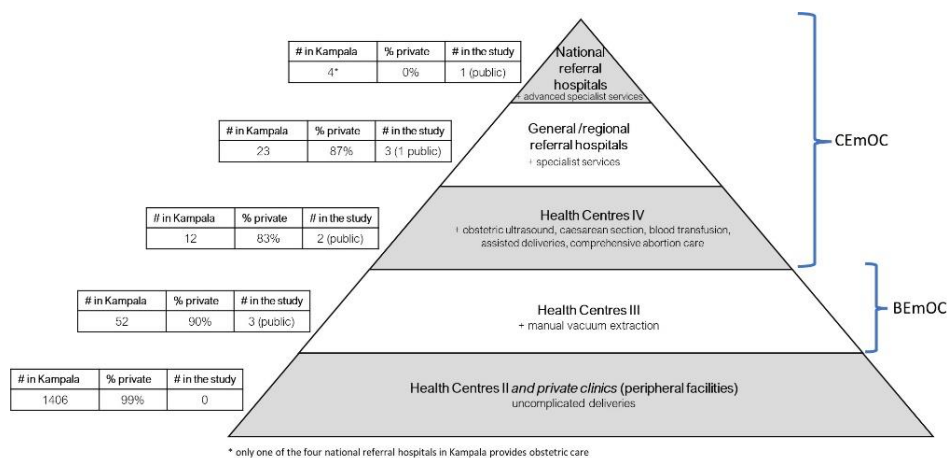 # in Kampala % private # in the study
4* 0% 1 (public)
National
referral
hospitals
+ advanced specialist services
# in Kampala % private # in the study
23 87% 3 (1 public)
General /regional
referral hospitals
+ specialist services
CEmOC
# in Kampala % private # in the study
12 83% 2 (public)
Health Centres IV
+ obstetric ultrasound, caesarean section, blood transfusion,
assisted deliveries, comprehensive abortion care
# in Kampala % private # in the study
52 90% 3 (public)
Health Centres III
+ manual vacuum extraction
BEmOC
# in Kampala % private # in the study
1406 99% 0
Health Centres II and private clinics (peripheral facilities)
uncomplicated deliveries
* only one of the four national referral hospitals in Kampala provides obstetric care